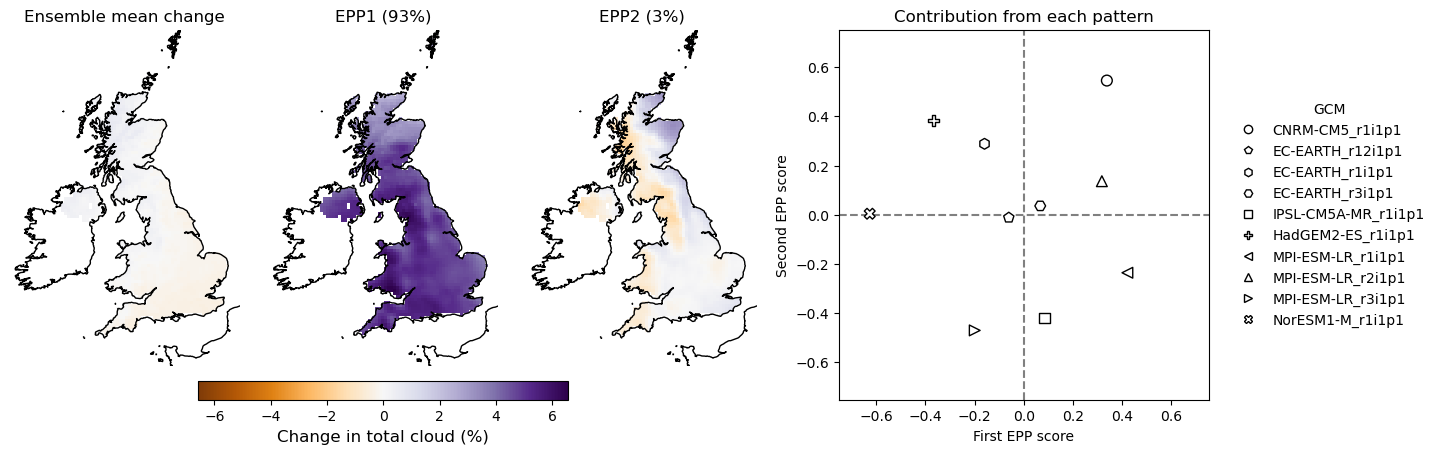 Ensemble mean change
EPP1 (93%)
EPP2 (3%)
−6 −4 −2 0 2 4 6
Change in total cloud (%)
Contribution from each pattern
0.6
0.4
0.2
0.0
−0.2
−0.4
−0.6
Second EPP score
−0.6 −0.4 −0.2 0.0 0.2 0.4 0.6
First EPP score
GCM
CNRM-CM5_r1i1p1
EC-EARTH_r12i1p1
EC-EARTH_r1i1p1
EC-EARTH_r3i1p1
IPSL-CM5A-MR_r1i1p1
HadGEM2-ES_r1i1p1
MPI-ESM-LR_r1i1p1
MPI-ESM-LR_r2i1p1
MPI-ESM-LR_r3i1p1
NorESM1-M_r1i1p1